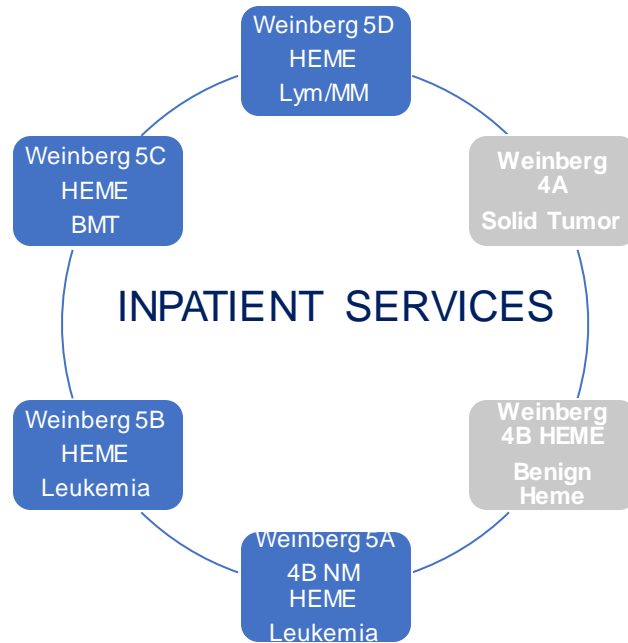 Weinberg 5D
HEME
Lym/MM
Weinberg
4A
Solid Tumor
Weinberg 5C
HEME
BMT
INPATIENT SERVICES
Weinberg 5B
HEME
Leukemia
Weinberg
4B HEME
Benign
Heme
Weinberg 5A
4B NM
HEME
Leukemia